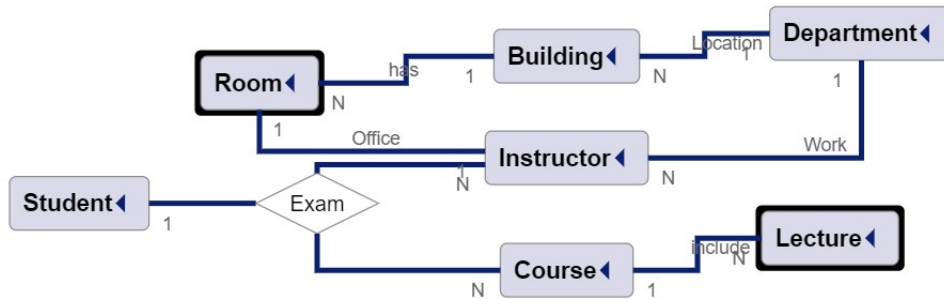 Department
Building
Location
1
has
1
N
1
Room
N
1
Office
Instructor
Work
1
N
N
Student
Exam
1
Lecture
include
N
Course
N
1